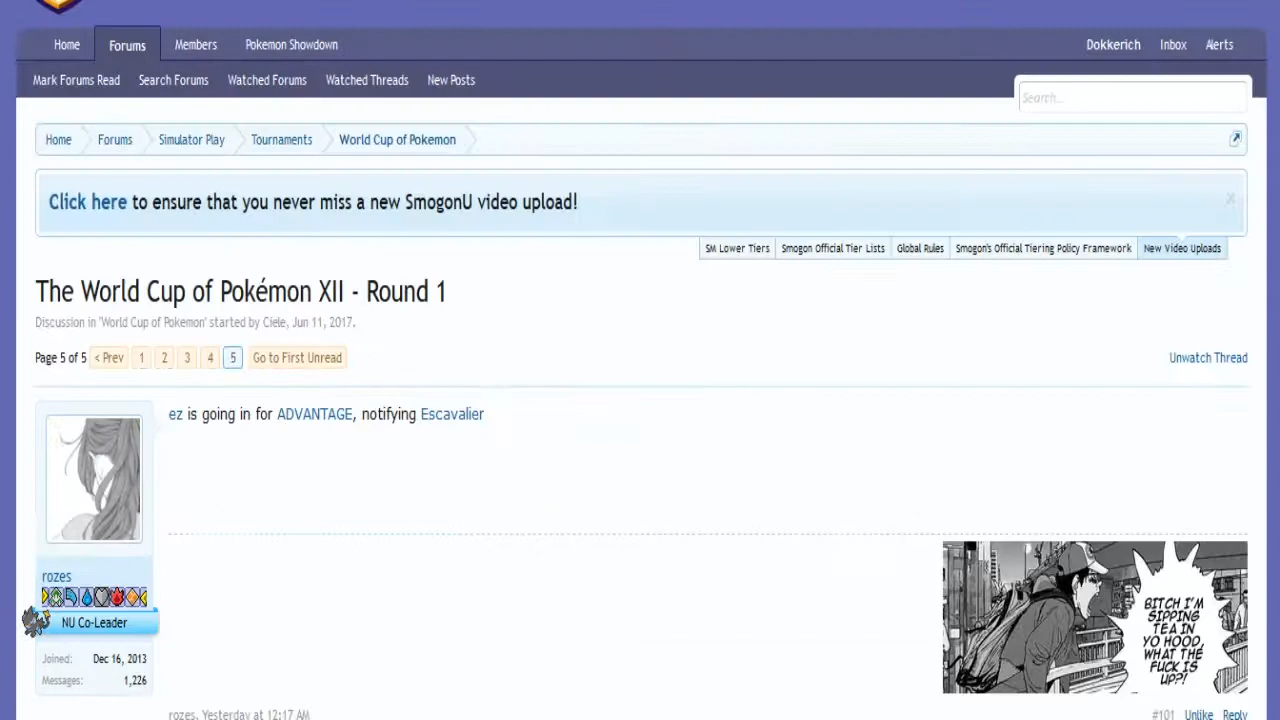 Home Forums Members Pokemon Showdown Dokkerich Inbox Alerts
Mark Forums Read Search Forums Watched Forums Watched Threads New Posts
Search...
Home Forums Simulator Play Tournaments World Cup of Pokemon
Click here to ensure that you never miss a new SmogonU video upload!
SM Lower Tiers Smogon Official Tier Lists Global Rules Smogon's Official Tiering Policy Framework New Video Uploads
The World Cup of Pokémon XII - Round 1
Discussion in 'World Cup of Pokemon' started by Ciele, Jun 11, 2017.
Page 5 of 5 < Prev 1 2 3 4 5 Go to First Unread Unwatch Thread
ez is going in for ADVANTAGE, notifying Escavalier
rozes
NU Co-Leader
Joined: Dec 16, 2013
Messages: 1,226
BITCH I'M
SIPPING
TEA IN
YO HOOD,
WHAT THE
FUCK IS
UP?!
rozes, Yesterday at 12:17 AM #101 Unlike Reply